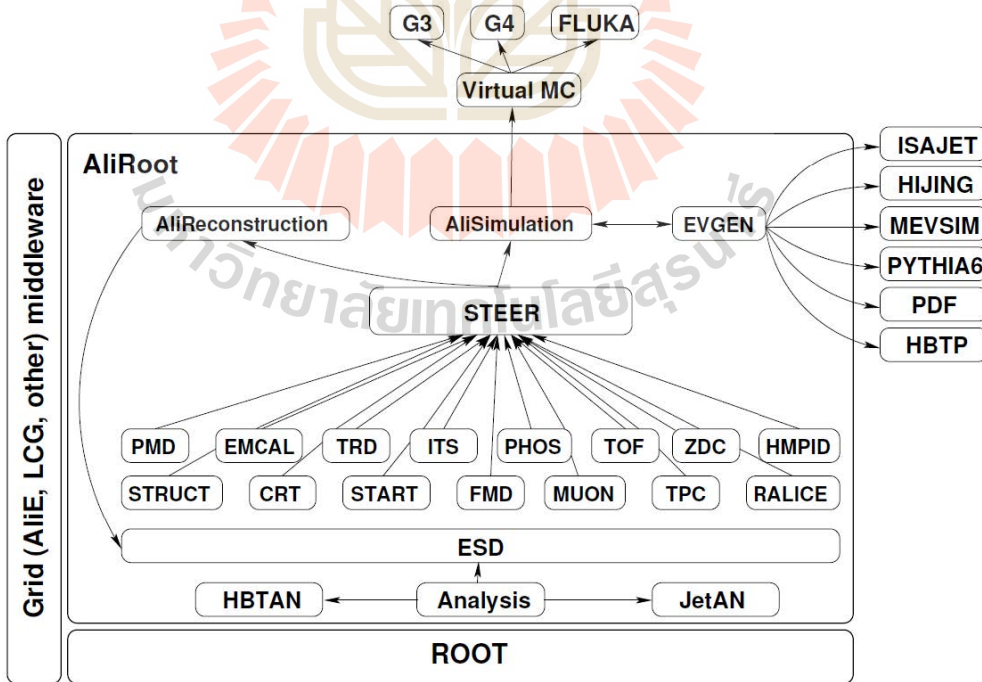 G3 G4 FLUKA
Virtual MC
Grid (AliE, LCG, other) middleware
AliRoot
AliReconstruction AliSimulation EVGEN
ISAJET
HIJING
MEVSIM
PYTHIA6
PDF
HBTP
STEER
PMD EMCAL TRD ITS PHOS TOF ZDC HMPID
STRUCT CRT START FMD MUON TPC RALICE
ESD
HBTAN Analysis JetAN
ROOT
มหาวิทยาลัยเทคโนโลยีสุรนารี